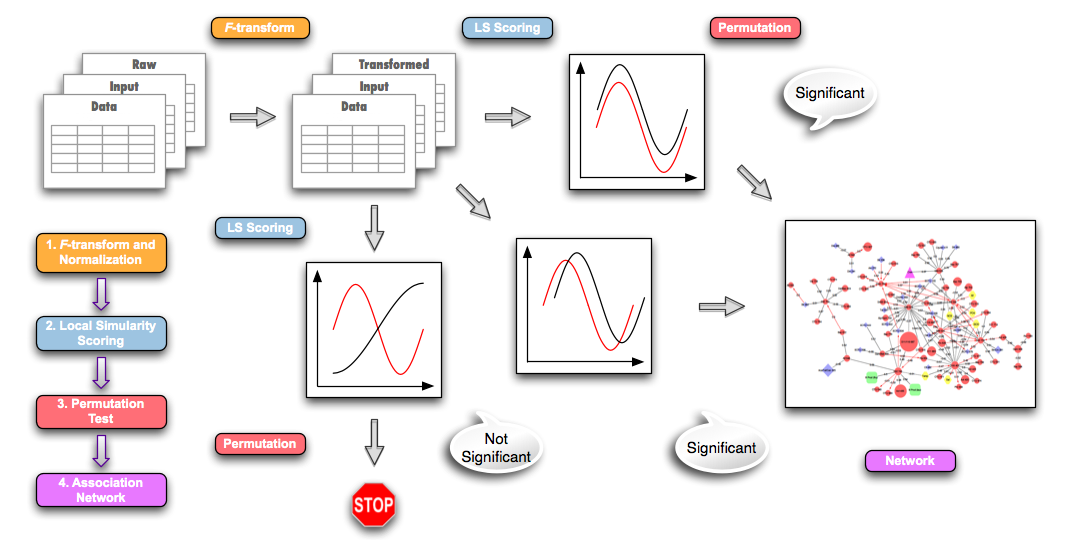 F-transform
LS Scoring
Permutation
Raw
Input
Data
Transformed
Input
Data
Significant
LS Scoring
1. F-transform and
Normalization
2. Local Simularity
Scoring
3. Permutation
Test
4. Association
Network
Permutation
Not
Significant
Significant
Network
STOP